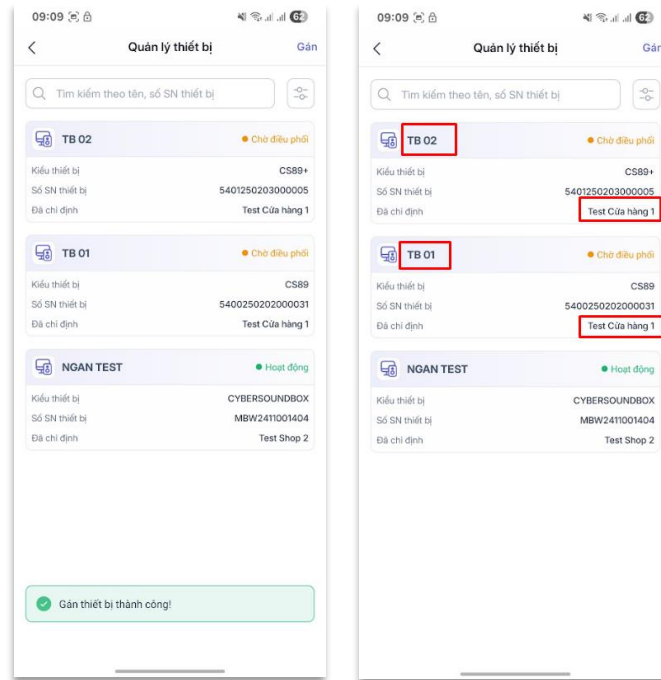 09:09
62
Quản lý thiết bị
Gán
Tìm kiếm theo tên, số SN thiết bị
TB 02
Chờ điều phối
Kiểu thiết bị
CS89+
Số SN thiết bị
5401250203000005
Đã chỉ định
Test Cửa hàng 1
TB 01
Chờ điều phối
Kiểu thiết bị
CS89
Số SN thiết bị
5400250202000031
Đã chỉ định
Test Cửa hàng 1
NGAN TEST
Hoạt động
Kiểu thiết bị
CYBERSOUNDBOX
Số SN thiết bị
MBW2411001404
Đã chỉ định
Test Shop 2
Gán thiết bị thành công!
09:09
62
Quản lý thiết bị
Gán
Tìm kiếm theo tên, số SN thiết bị
TB 02
Chờ điều phối
Kiểu thiết bị
CS89+
Số SN thiết bị
5401250203000005
Đã chỉ định
Test Cửa hàng 1
TB 01
Chờ điều phối
Kiểu thiết bị
CS89
Số SN thiết bị
5400250202000031
Đã chỉ định
Test Cửa hàng 1
NGAN TEST
Hoạt động
Kiểu thiết bị
CYBERSOUNDBOX
Số SN thiết bị
MBW2411001404
Đã chỉ định
Test Shop 2